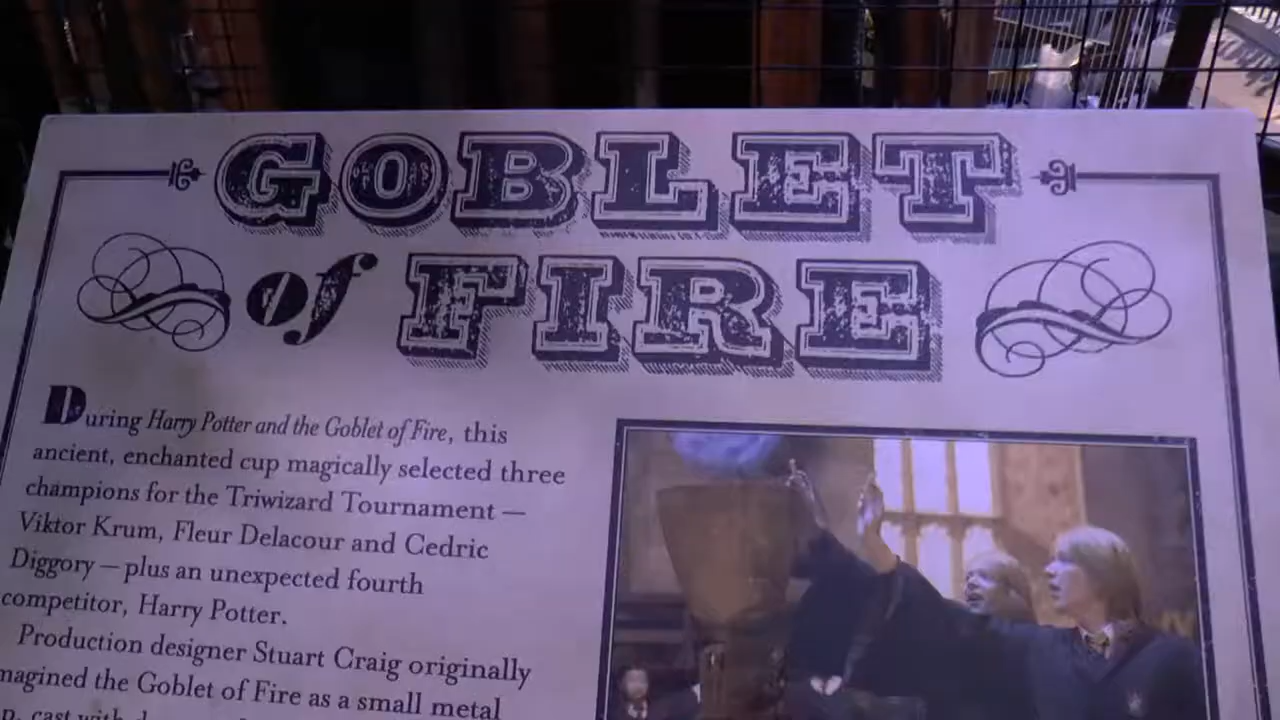 GOBLET
of FIRE
During Harry Potter and the Goblet of Fire, this
ancient, enchanted cup magically selected three
champions for the Triwizard Tournament —
Viktor Krum, Fleur Delacour and Cedric
Diggory — plus an unexpected fourth
competitor, Harry Potter.
Production designer Stuart Craig originally
magined the Goblet of Fire as a small metal
cast with